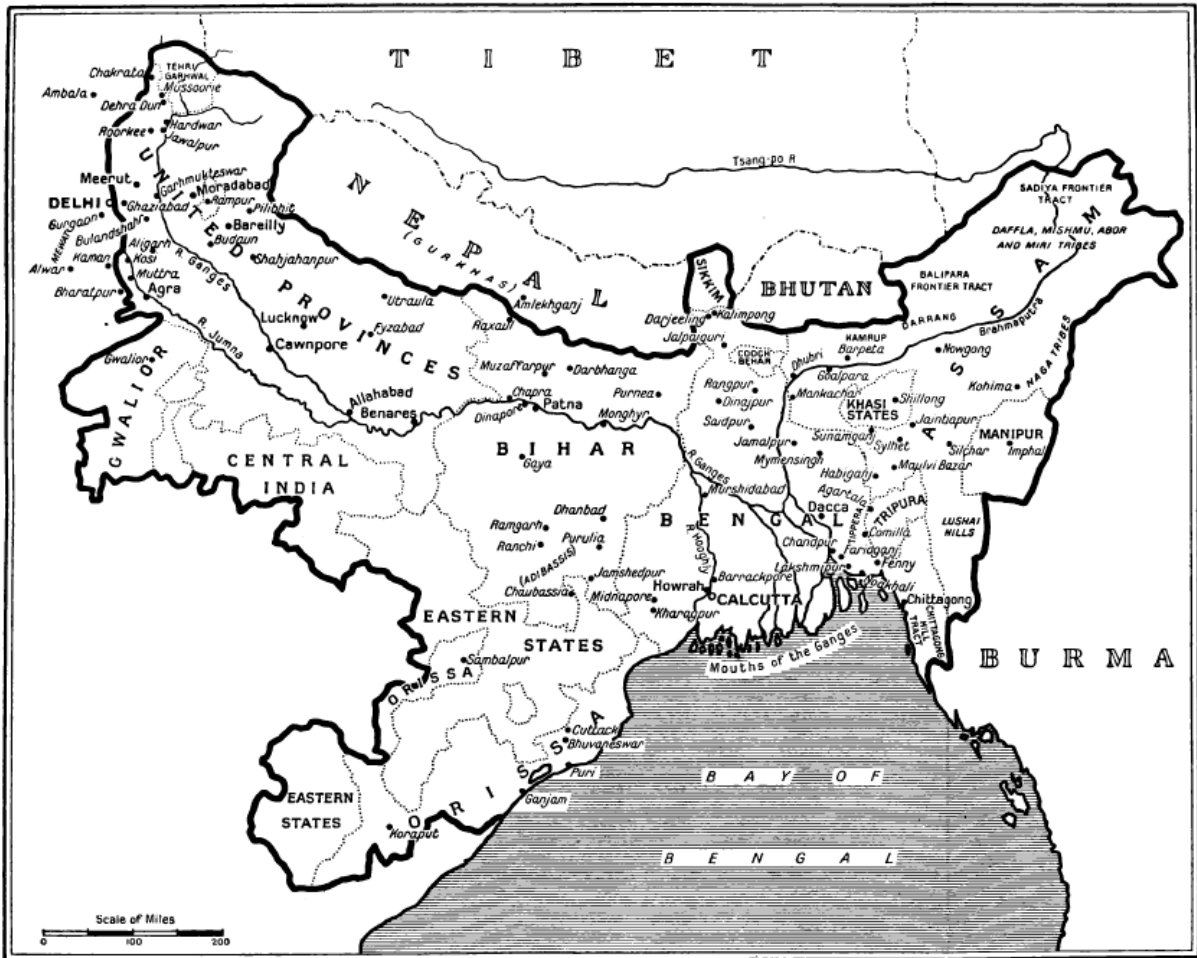 TIBET
TEHRI
GARHWAL
Chakrata
Mussourie
Ambala
Dehra Dun
Hardwar
Roorkee
Jawalpur
Tsang-po R
Meerut
Garhmukteswar
Moradabad
DELHI
Ghaziabad
Rampur
Pilibhit
Gurgaon
Bulandshahr
Bareilly
MEWAT
Budaun
Aligarh
Kosi
Kaman
Shahjahanpur
Alwar
Muttra
Bharatpur
Agra
R. Ganges
UNITED PROVINCES
NEPAL
(GURKHAS)
SADIYA FRONTIER
TRACT
DAFFLA, MISHMU, ABOR
AND MIRI TRIBES
BALIPARA
FRONTIER TRACT
ASSAM
SIKKIM
BHUTAN
Utraula
Amlekhganj
Raxaul
Lucknow
Fyzabad
Cawnpore
R. Jumna
Gwalior
GWALIOR
Darjeeling
Kalimpong
Jalpaiguri
COOCH
BEHAR
DARRANG
Brahmaputra
KAMRUP
Barpeta
Dhubri
Goalpara
Nowgong
NAGA TRIBES
Kohima
Muzaffarpur
Darbhanga
Chapra
Purnea
Dinapore
Patna
Monghyr
Allahabad
Benares
Rangpur
Dinajpur
Saidpur
Mankachar
KHASI
STATES
Shillong
Jaintiapur
Jamalpur
Sunamganj
Sylhet
Silchar
MANIPUR
Imphal
Mymensingh
Habiganj
Maulvi Bazar
CENTRAL
INDIA
BIHAR
Gaya
R. Ganges
Murshidabad
Agartala
Dacca
TIPPERA
TRIPURA
Comilla
LUSHAI
HILLS
BENGAL
Dhanbad
Ramgarh
Ranchi
Purulia
(ADIBASSIS)
R. Hooghly
Chandpur
Faridganj
Fenny
Lakshmipur
Noakhali
Jamshedpur
Chaubassia
Midnapore
Howrah
Barrackpore
CALCUTTA
Kharagpur
Chittagong
CHITTAGONG
HILL
TRACT
EASTERN
STATES
Mouths of the Ganges
BURMA
Sambalpur
ORISSA
Cuttack
Bhuvaneswar
Puri
Ganjam
ORISSA
EASTERN
STATES
Koraput
BAY OF
BENGAL
Scale of Miles
0 100 200